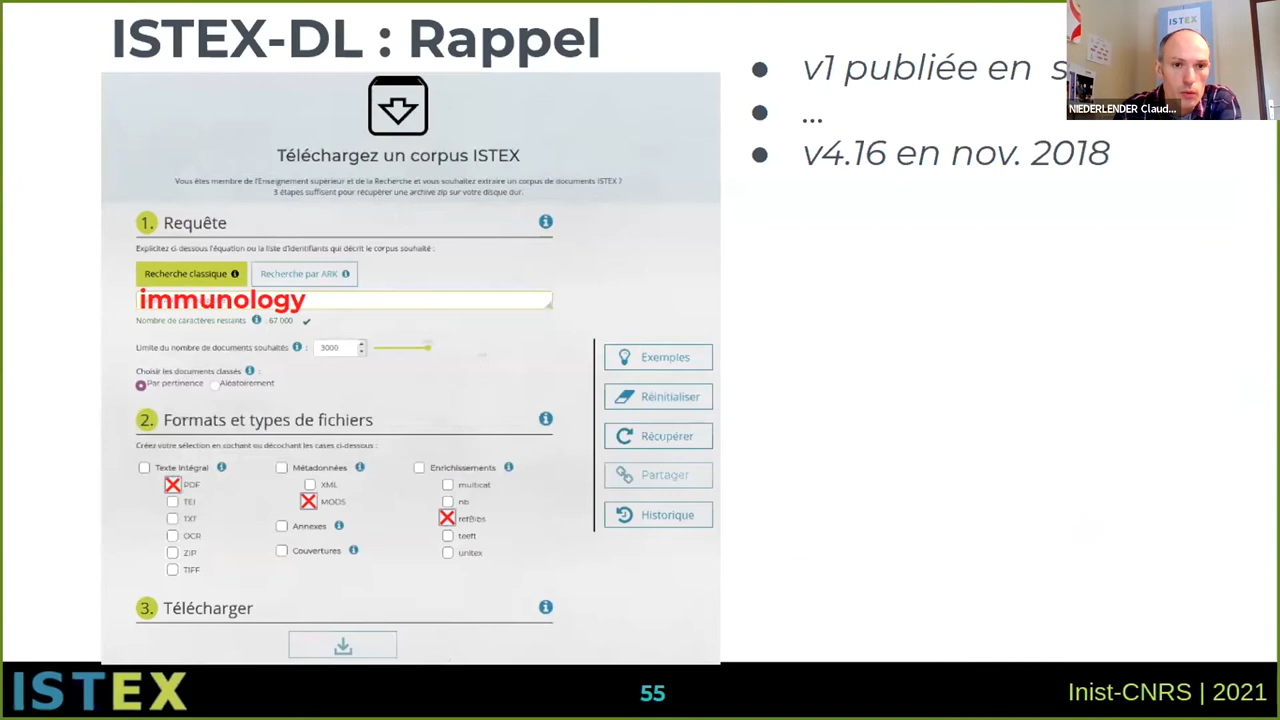 ISTEX-DL : Rappel
Téléchargez un corpus ISTEX
Vous êtes membre de l'Enseignement supérieur et de la Recherche et vous souhaitez extraire un corpus de documents ISTEX ?
3 étapes suffisent pour récupérer une archive zip sur votre disque dur.
1. Requête
Explicitez ci-dessous l'équation ou la liste d'identifiants qui décrit le corpus souhaité :
Recherche classique
Recherche par ARK
immunology
Nombre de caractères restants : 67 000
Limite du nombre de documents souhaités : 3000
Choisir les documents classés :
Par pertinence Aléatoirement
2. Formats et types de fichiers
Créez votre sélection en cochant ou décochant les cases ci-dessous :
Texte Intégral
PDF
TEI
TXT
OCR
ZIP
TIFF
Métadonnées
XML
MODS
Annexes
Couvertures
Enrichissements
multicat
nb
refBibs
teeft
unitex
3. Télécharger
Exemples
Réinitialiser
Récupérer
Partager
Historique
v1 publiée en s
...
v4.16 en nov. 2018
ISTEX
NIEDERLENDER Claud...
ISTEX
55
Inist-CNRS | 2021